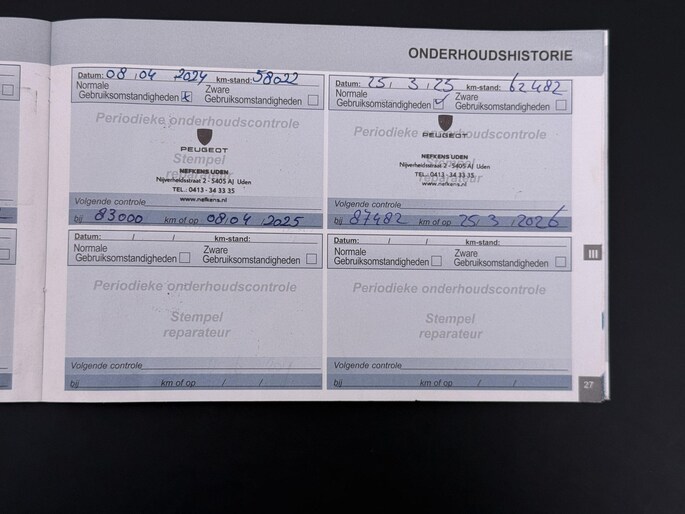 ONDERHOUDSHISTORIE
Datum: 08 / 04 2024 km-stand: 58022
Normale Gebruiksomstandigheden x Zware Gebruiksomstandigheden
Periodieke onderhoudscontrole
PEUGEOT
Stempel
reparateur
NEFKENS UDEN
Nijverheidsstraat 2 - 5405 AJ Uden
TEL.: 0413 - 34 33 35
www.nefkens.nl
Volgende controle
bij 83000 km of op 08 / 04 / 2025
Datum: 25 / 3 / 25 km-stand: 62482
Normale Gebruiksomstandigheden ✓ Zware Gebruiksomstandigheden
Periodieke onderhoudscontrole
PEUGEOT
Stempel
reparateur
NEFKENS UDEN
Nijverheidsstraat 2 - 5405 AJ Uden
TEL.: 0413 - 34 33 35
www.nefkens.nl
Volgende controle
bij 87482 km of op 25 / 3 / 2026
Datum: / / km-stand:
Normale Gebruiksomstandigheden Zware Gebruiksomstandigheden
Periodieke onderhoudscontrole
Stempel
reparateur
Volgende controle
bij km of op / /
Datum: / / km-stand:
Normale Gebruiksomstandigheden Zware Gebruiksomstandigheden
Periodieke onderhoudscontrole
Stempel
reparateur
Volgende controle
bij km of op / /
III
27